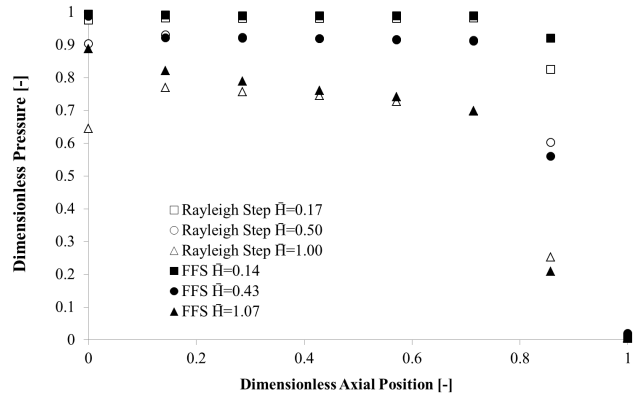 1
0.9
0.8
0.7
0.6
0.5
0.4
0.3
0.2
0.1
0
Dimensionless Pressure [-]
Rayleigh Step H̄=0.17
Rayleigh Step H̄=0.50
Rayleigh Step H̄=1.00
FFS H̄=0.14
FFS H̄=0.43
FFS H̄=1.07
0 0.2 0.4 0.6 0.8 1
Dimensionless Axial Position [-]